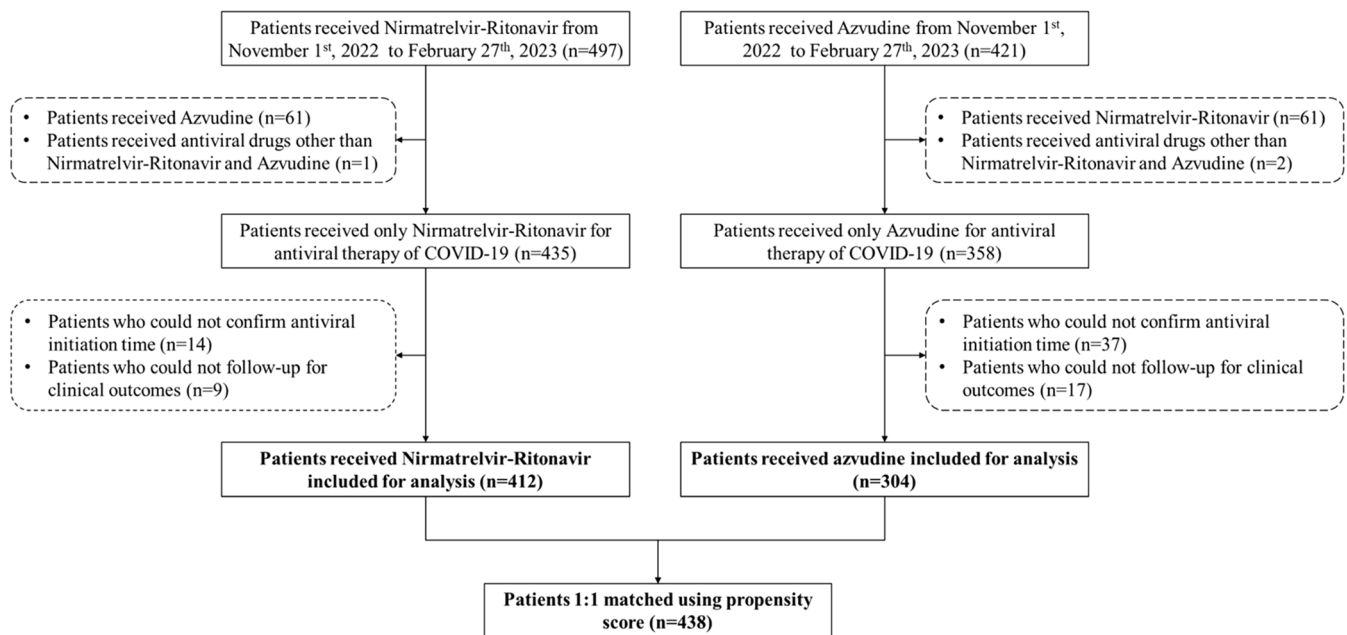 Patients received Nirmatrelvir-Ritonavir from
November 1st, 2022 to February 27th, 2023 (n=497)
Patients received Azvudine from November 1st,
2022 to February 27th, 2023 (n=421)
• Patients received Azvudine (n=61)
• Patients received antiviral drugs other than
Nirmatrelvir-Ritonavir and Azvudine (n=1)
• Patients received Nirmatrelvir-Ritonavir (n=61)
• Patients received antiviral drugs other than
Nirmatrelvir-Ritonavir and Azvudine (n=2)
Patients received only Nirmatrelvir-Ritonavir for
antiviral therapy of COVID-19 (n=435)
Patients received only Azvudine for antiviral
therapy of COVID-19 (n=358)
• Patients who could not confirm antiviral
initiation time (n=14)
• Patients who could not follow-up for
clinical outcomes (n=9)
• Patients who could not confirm antiviral
initiation time (n=37)
• Patients who could not follow-up for clinical
outcomes (n=17)
Patients received Nirmatrelvir-Ritonavir
included for analysis (n=412)
Patients received azvudine included for analysis
(n=304)
Patients 1:1 matched using propensity
score (n=438)